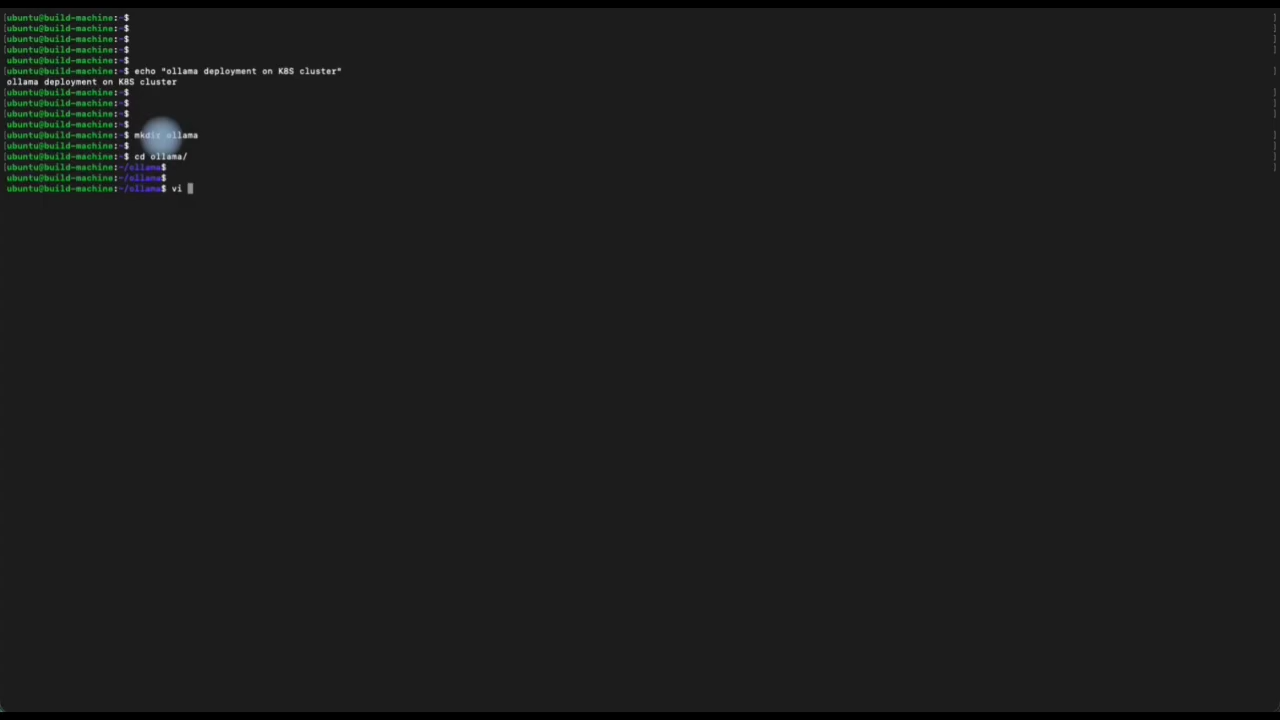 [ubuntu@build-machine:~$ ]
[ubuntu@build-machine:~$ ]
[ubuntu@build-machine:~$ ]
[ubuntu@build-machine:~$ ]
[ubuntu@build-machine:~$ ]
[ubuntu@build-machine:~$ echo "ollama deployment on K8S cluster" ]
ollama deployment on K8S cluster
[ubuntu@build-machine:~$ ]
[ubuntu@build-machine:~$ ]
[ubuntu@build-machine:~$ ]
[ubuntu@build-machine:~$ ]
[ubuntu@build-machine:~$ mkdir ollama ]
[ubuntu@build-machine:~$ ]
[ubuntu@build-machine:~$ cd ollama/ ]
[ubuntu@build-machine:~/ollama$ ]
ubuntu@build-machine:~/ollama$
ubuntu@build-machine:~/ollama$ vi